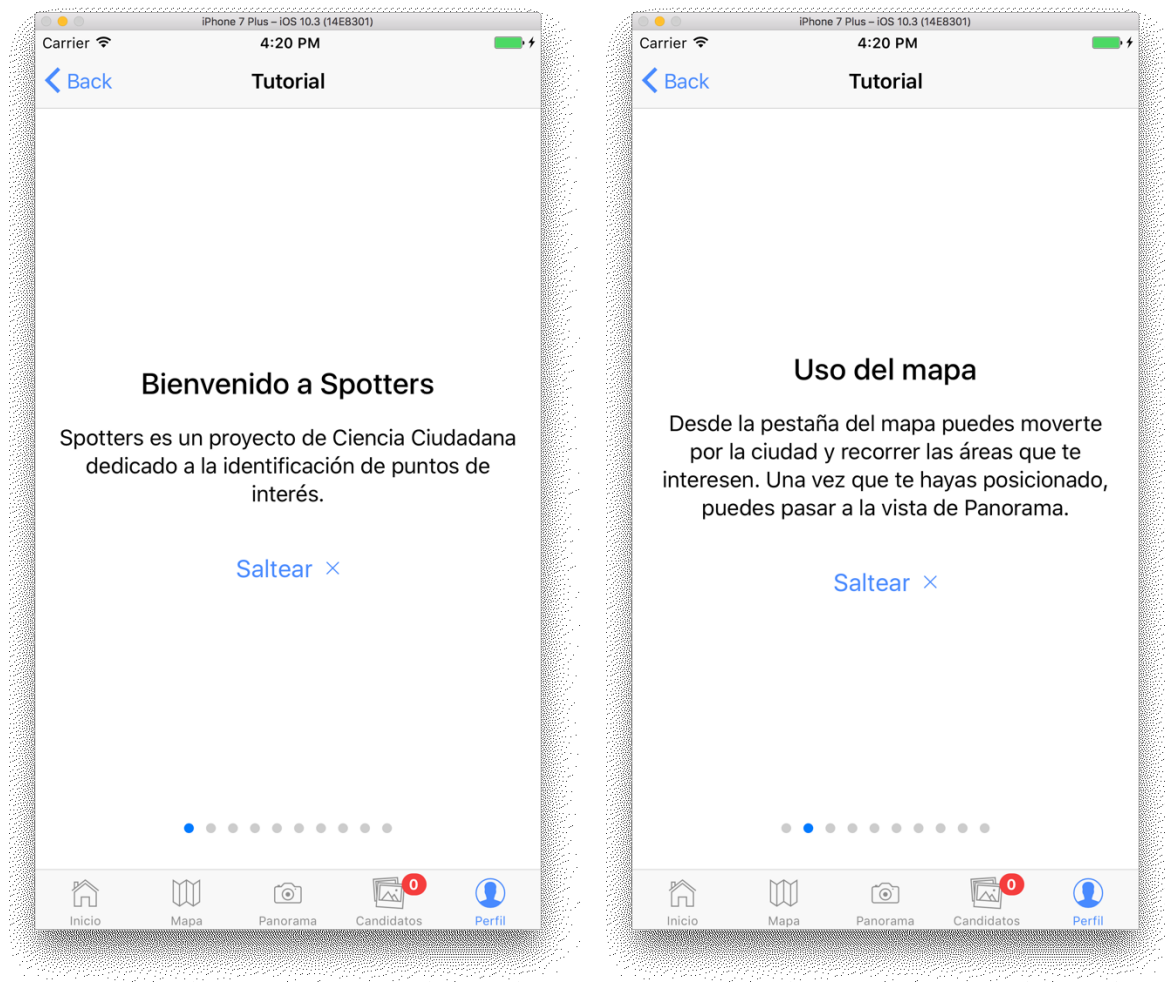 iPhone 7 Plus – iOS 10.3 (14E8301)
Carrier 4:20 PM
Back Tutorial
Bienvenido a Spotters
Spotters es un proyecto de Ciencia Ciudadana
dedicado a la identificación de puntos de
interés.
Saltear ×
0
Inicio Mapa Panorama Candidatos Perfil
iPhone 7 Plus – iOS 10.3 (14E8301)
Carrier 4:20 PM
Back Tutorial
Uso del mapa
Desde la pestaña del mapa puedes moverte
por la ciudad y recorrer las áreas que te
interesen. Una vez que te hayas posicionado,
puedes pasar a la vista de Panorama.
Saltear ×
0
Inicio Mapa Panorama Candidatos Perfil